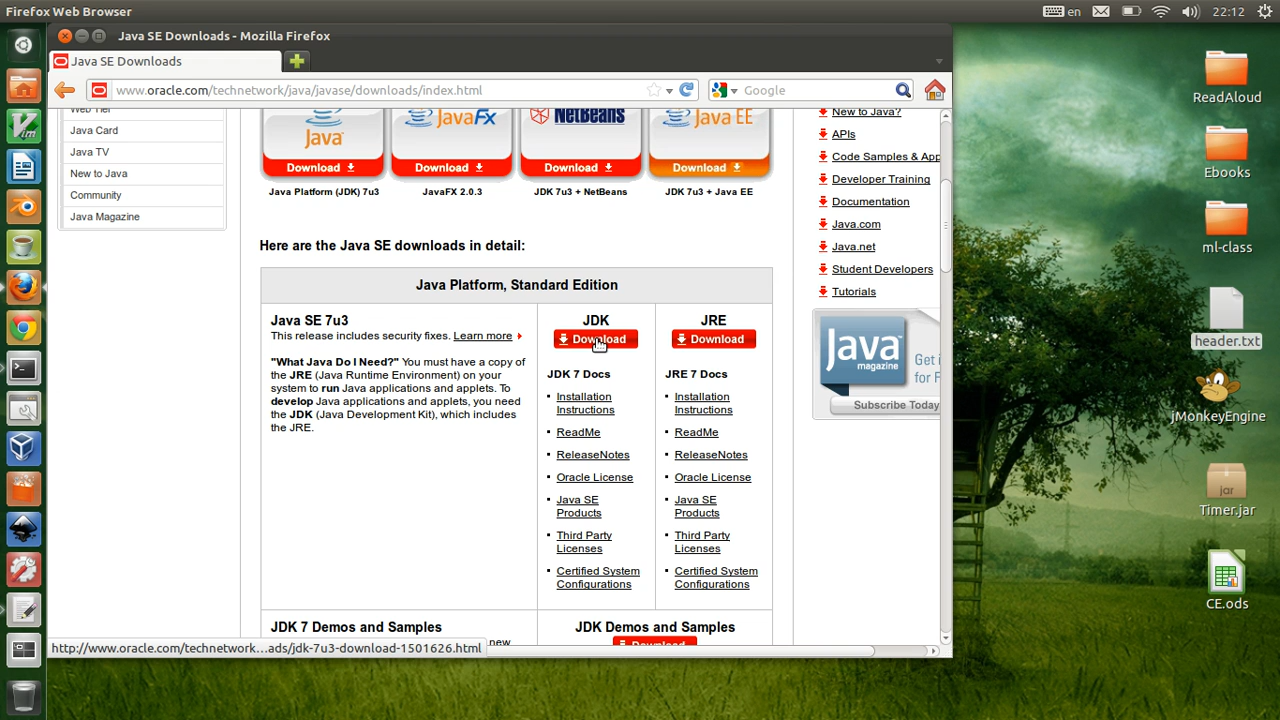 Firefox Web Browser
en
22:12
Java SE Downloads - Mozilla Firefox
Java SE Downloads
www.oracle.com/technetwork/java/javase/downloads/index.html
Google
Web Tier
Java Card
Java TV
New to Java
Community
Java Magazine
Java
JavaFX
NetBeans
Java EE
Download
Download
Download
Download
Java Platform (JDK) 7u3
JavaFX 2.0.3
JDK 7u3 + NetBeans
JDK 7u3 + Java EE
Here are the Java SE downloads in detail:
Java Platform, Standard Edition
Java SE 7u3
This release includes security fixes. Learn more
"What Java Do I Need?" You must have a copy of
the JRE (Java Runtime Environment) on your
system to run Java applications and applets. To
develop Java applications and applets, you need
the JDK (Java Development Kit), which includes
the JRE.
JDK
Download
JDK 7 Docs
Installation
Instructions
ReadMe
ReleaseNotes
Oracle License
Java SE
Products
Third Party
Licenses
Certified System
Configurations
JRE
Download
JRE 7 Docs
Installation
Instructions
ReadMe
ReleaseNotes
Oracle License
Java SE
Products
Third Party
Licenses
Certified System
Configurations
JDK 7 Demos and Samples
new
JDK Demos and Samples
Download
New to Java?
APIs
Code Samples & App
Developer Training
Documentation
Java.com
Java.net
Student Developers
Tutorials
Java
magazine
Get i
for F
Subscribe Today
http://www.oracle.com/technetwork...ads/jdk-7u3-download-1501626.html
ReadAloud
Ebooks
ml-class
header.txt
jMonkeyEngine
jar
Timer.jar
CE.ods